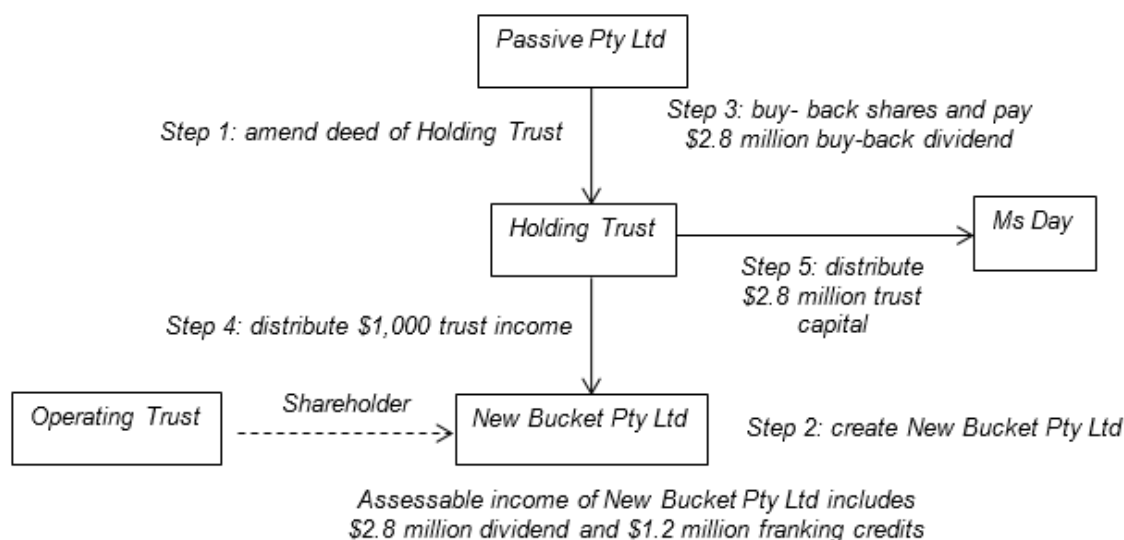 Passive Pty Ltd
Step 1: amend deed of Holding Trust
Step 3: buy- back shares and pay
$2.8 million buy-back dividend
Holding Trust
Ms Day
Step 5: distribute
$2.8 million trust
capital
Step 4: distribute $1,000 trust income
Operating Trust
Shareholder
New Bucket Pty Ltd
Step 2: create New Bucket Pty Ltd
Assessable income of New Bucket Pty Ltd includes
$2.8 million dividend and $1.2 million franking credits